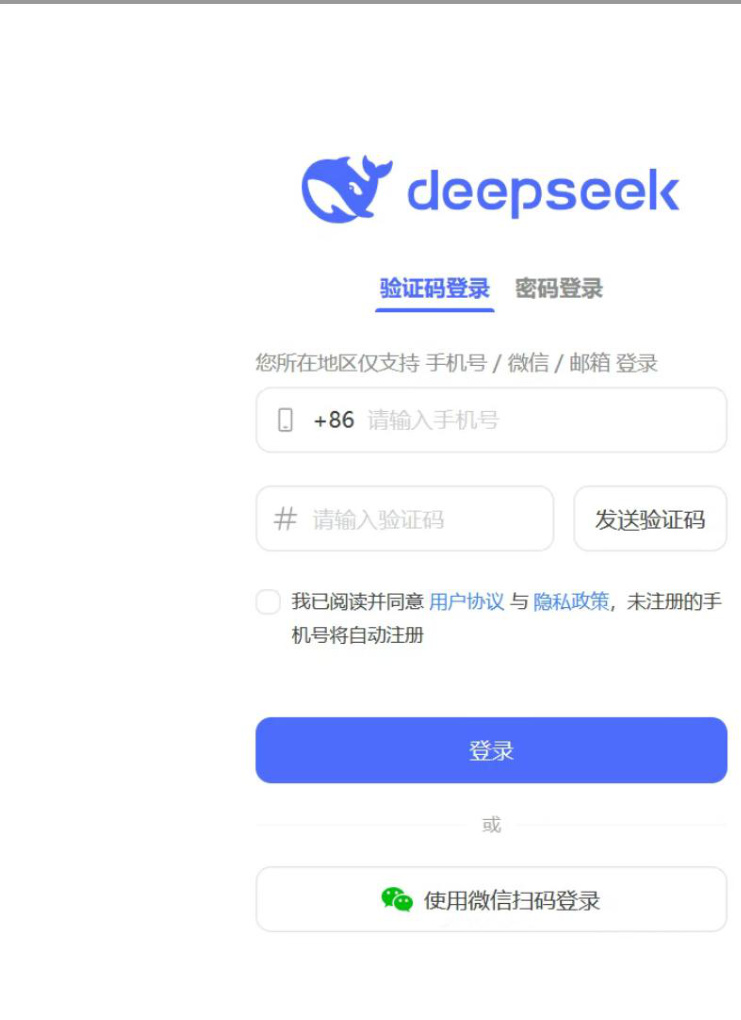 deepseek
验证码登录 密码登录
您所在地区仅支持 手机号 / 微信 / 邮箱 登录
+86 请输入手机号
# 请输入验证码 发送验证码
我已阅读并同意 用户协议 与 隐私政策，未注册的手
机号将自动注册
登录
或
使用微信扫码登录